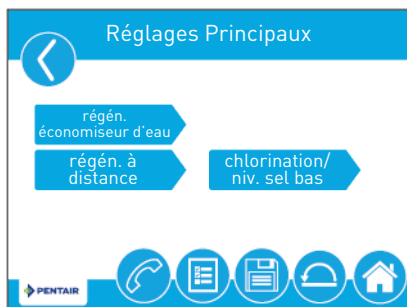 Réglages Principaux
régén.
économiseur d'eau
régén. à
distance
chlorination/
niv. sel bas
PENTAIR